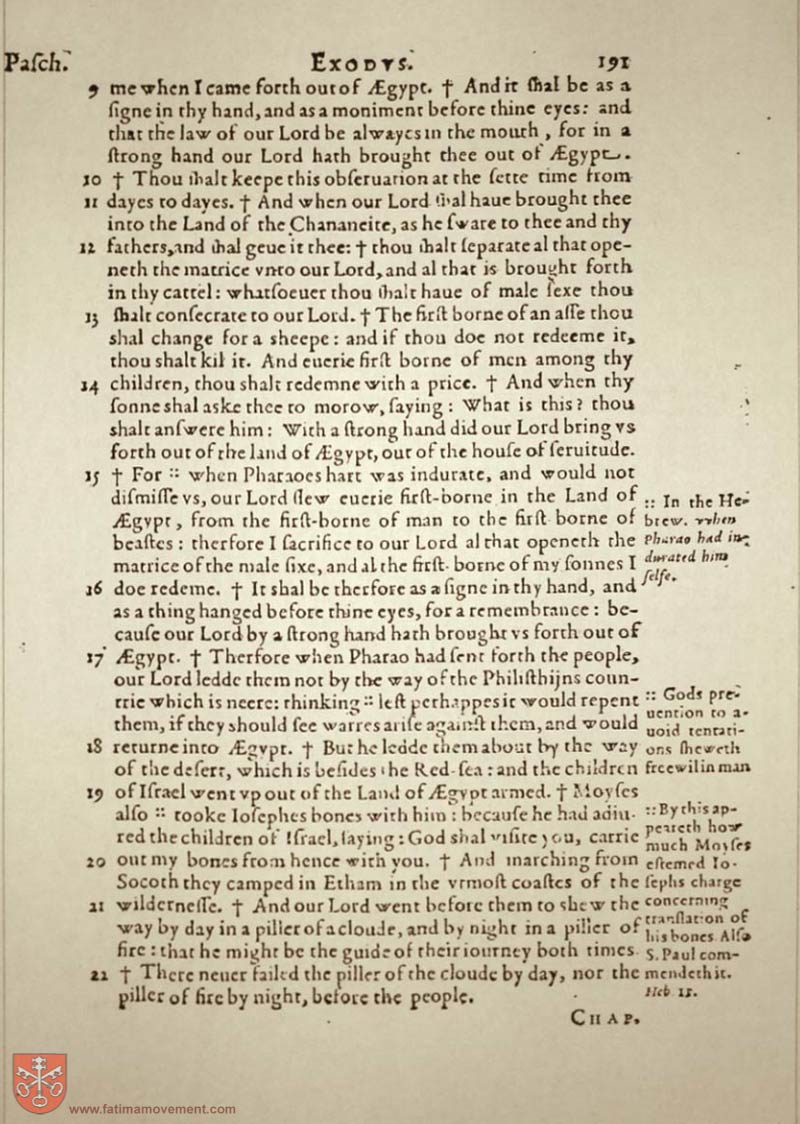 Paſch. EXODVS. 191
9 me when I came forth out of Ægypt. † And it ſhal be as a
ſigne in thy hand, and as a moniment before thine eyes: and
that the law of our Lord be alwayes in the mouth, for in a
ſtrong hand our Lord hath brought thee out of Ægypt.
10 † Thou ſhalt keepe this obſeruation at the ſette time from
11 dayes to dayes. † And when our Lord ſhal haue brought thee
into the Land of the Chananeite, as he ſware to thee and thy
12 fathers, and ſhal geue it thee: † thou ſhalt ſeparate al that ope-
neth the matrice vnto our Lord, and al that is brought forth
in thy cattel: whatſoeuer thou ſhalt haue of male ſexe thou
13 ſhalt conſecrate to our Lord. † The firſt borne of an aſſe thou
shal change for a sheepe: and if thou doe not redeeme it,
thou shalt kil it. And euerie firſt borne of men among thy
14 children, thou shalt redemne with a price. † And when thy
ſonne shal aske thee to morow, ſaying: What is this? thou
shalt anſwere him: With a ſtrong hand did our Lord bring vs
forth out of the land of Ægypt, out of the houſe of ſeruitude.
15 † For :: when Pharaoes hart was indurate, and would not
diſmiſſe vs, our Lord ſlew euerie firſt-borne in the Land of
Ægypt, from the firſt-borne of man to the firſt borne of
beaſtes: therfore I ſacrifice to our Lord al that openeth the
matrice of the male ſixe, and al the firſt-borne of my ſonnes I
:: In the He-
brew. when
Pharao had in-
durated him
ſelfe.
16 doe redeme. † It shal be therfore as a ſigne in thy hand, and
as a thing hanged before thine eyes, for a remembrance: be-
cauſe our Lord by a ſtrong hand hath brought vs forth out of
17 Ægypt. † Therfore when Pharao had ſent forth the people,
our Lord ledde them not by the way of the Philiſthijns coun-
trie which is neere: thinking :: leſt perhappes it would repent
them, if they should ſee warres ariſe againſt them, and would
18 returne into Ægypt. † But he ledde them about by the way
of the deſert, which is beſides the Red-ſea: and the children
:: Gods pre-
uention to a-
uoid tentati-
ons ſheweth
freewil in man
19 of Iſrael went vp out of the Land of Ægypt armed. † Moyſes
alſo :: tooke Ioſephes bones with him: becauſe he had adiu-
red the children of Iſrael, ſaying: God shal viſite you, carrie
20 out my bones from hence with you. † And marching from
Socoth they camped in Etham in the vtmoſt coaſtes of the
21 wilderneſſe. † And our Lord went before them to shew the
way by day in a piller of a cloude, and by night in a piller of
fire: that he might be the guide of their iourney both times.
22 † There neuer failed the piller of the cloude by day, nor the
piller of fire by night, before the people.
:: By this ap-
peareth how
much Moyſes
eſtemed Io-
ſephs charge
concerning
tranſlation of
his bones Alſo
S. Paul com-
mendeth it.
Heb 11.
CHAP.
www.fatimamovement.com